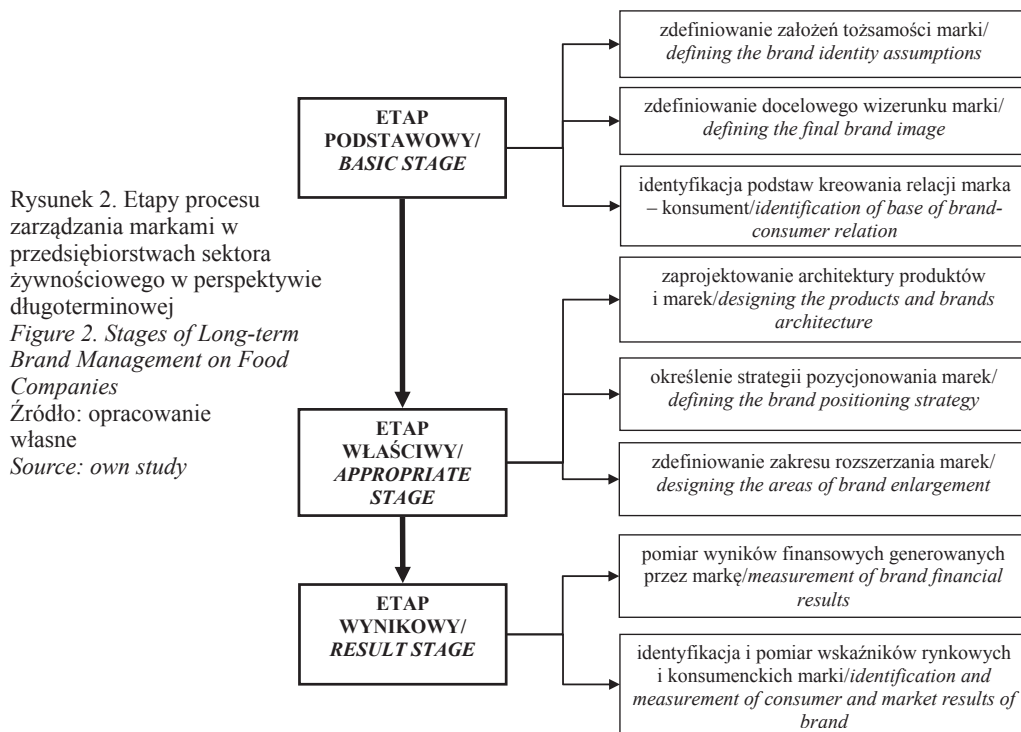 Rysunek 2. Etapy procesu
zarządzania markami w
przedsiębiorstwach sektora
żywnościowego w perspektywie
długoterminowej
Figure 2. Stages of Long-term
Brand Management on Food
Companies
Źródło: opracowanie
własne
Source: own study
ETAP
PODSTAWOWY/
BASIC STAGE
zdefiniowanie założeń tożsamości marki/
defining the brand identity assumptions
zdefiniowanie docelowego wizerunku marki/
defining the final brand image
identyfikacja podstaw kreowania relacji marka
– konsument/identification of base of brand-
consumer relation
ETAP
WŁAŚCIWY/
APPROPRIATE
STAGE
zaprojektowanie architektury produktów
i marek/designing the products and brands
architecture
określenie strategii pozycjonowania marek/
defining the brand positioning strategy
zdefiniowanie zakresu rozszerzania marek/
designing the areas of brand enlargement
ETAP
WYNIKOWY/
RESULT STAGE
pomiar wyników finansowych generowanych
przez markę/measurement of brand financial
results
identyfikacja i pomiar wskaźników rynkowych
i konsumenckich marki/identification and
measurement of consumer and market results of
brand